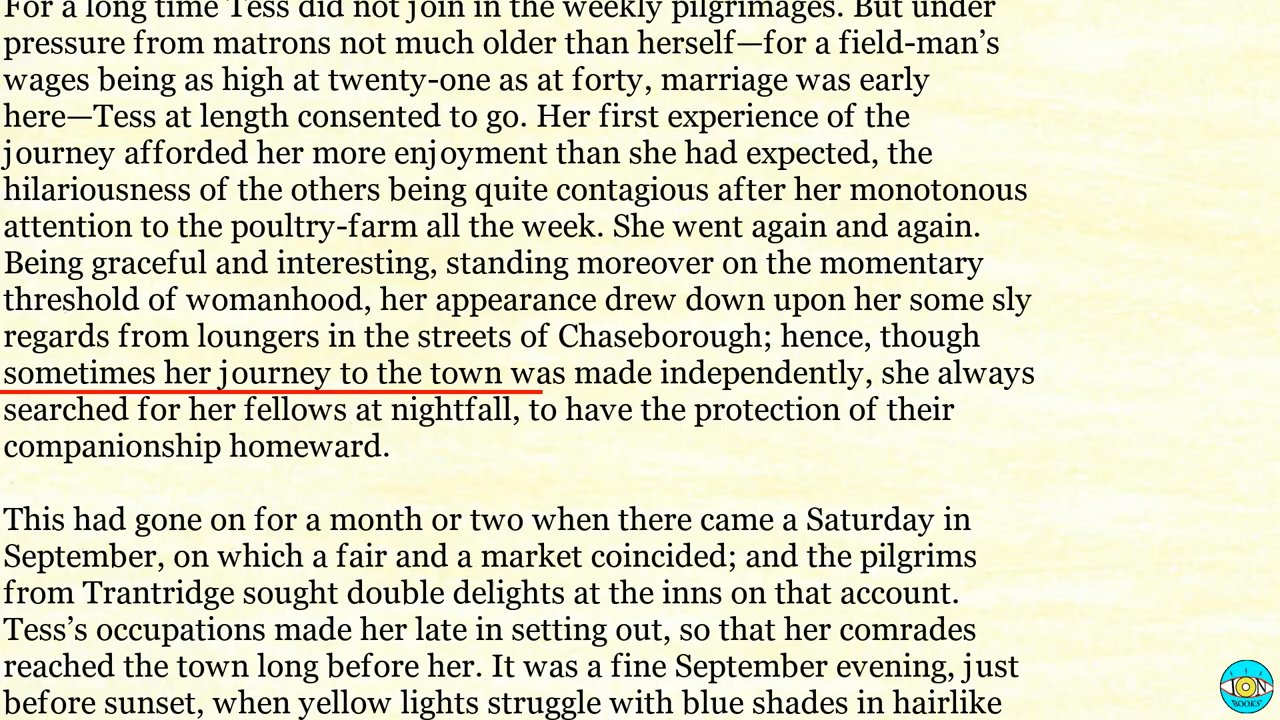 For a long time Tess did not join in the weekly pilgrimages. But under
pressure from matrons not much older than herself—for a field-man’s
wages being as high at twenty-one as at forty, marriage was early
here—Tess at length consented to go. Her first experience of the
journey afforded her more enjoyment than she had expected, the
hilariousness of the others being quite contagious after her monotonous
attention to the poultry-farm all the week. She went again and again.
Being graceful and interesting, standing moreover on the momentary
threshold of womanhood, her appearance drew down upon her some sly
regards from loungers in the streets of Chaseborough; hence, though
sometimes her journey to the town was made independently, she always
searched for her fellows at nightfall, to have the protection of their
companionship homeward.
This had gone on for a month or two when there came a Saturday in
September, on which a fair and a market coincided; and the pilgrims
from Trantridge sought double delights at the inns on that account.
Tess’s occupations made her late in setting out, so that her comrades
reached the town long before her. It was a fine September evening, just
before sunset, when yellow lights struggle with blue shades in hairlike
ION
BOOKS